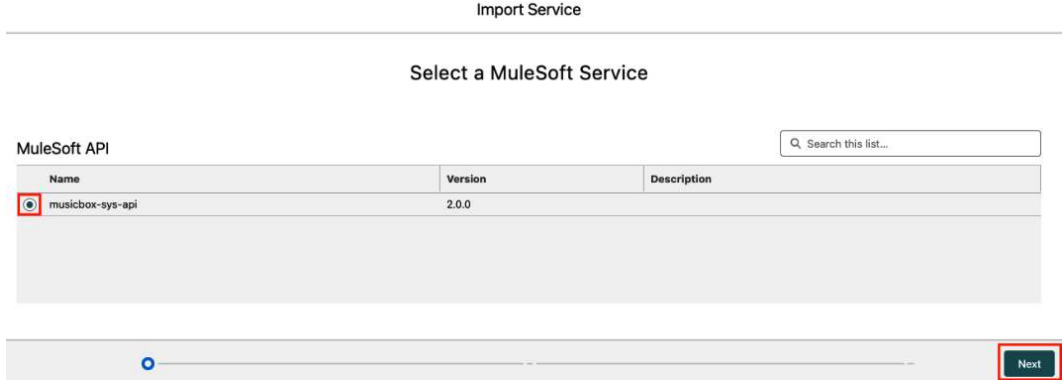 Import Service
Select a MuleSoft Service
MuleSoft API
Search this list...
Name Version Description
musicbox-sys-api 2.0.0
Next